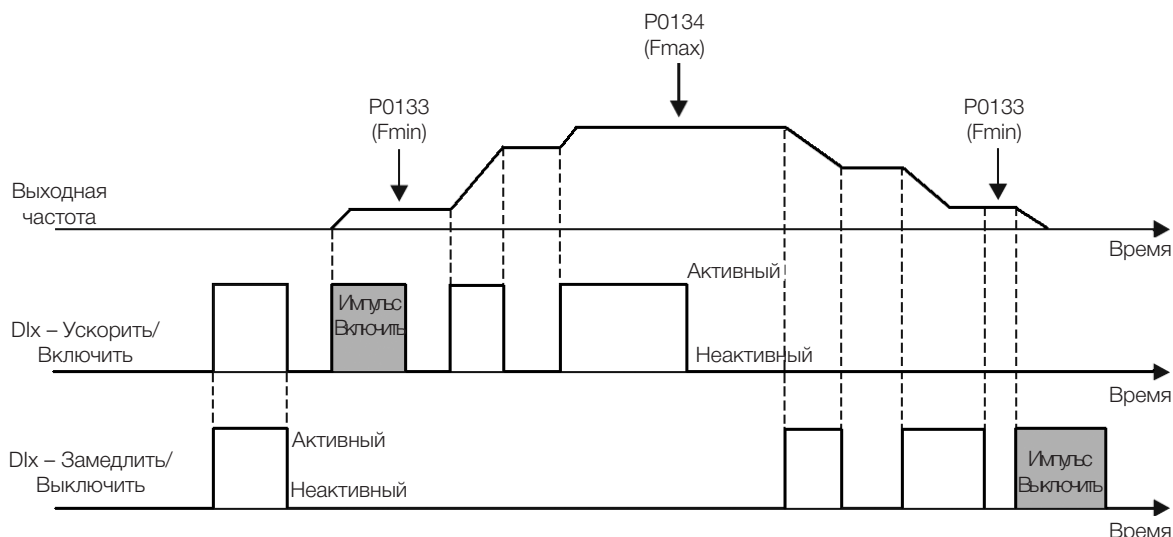 P0134
(Fmax)
P0133
(Fmin)
P0133
(Fmin)
Выходная
частота
Время
Активный
Импульс
Включить
DIx – Ускорить/
Включить
Неактивный
Время
Активный
DIx – Замедлить/
Выключить
Неактивный
Импульс
Выключить
Время